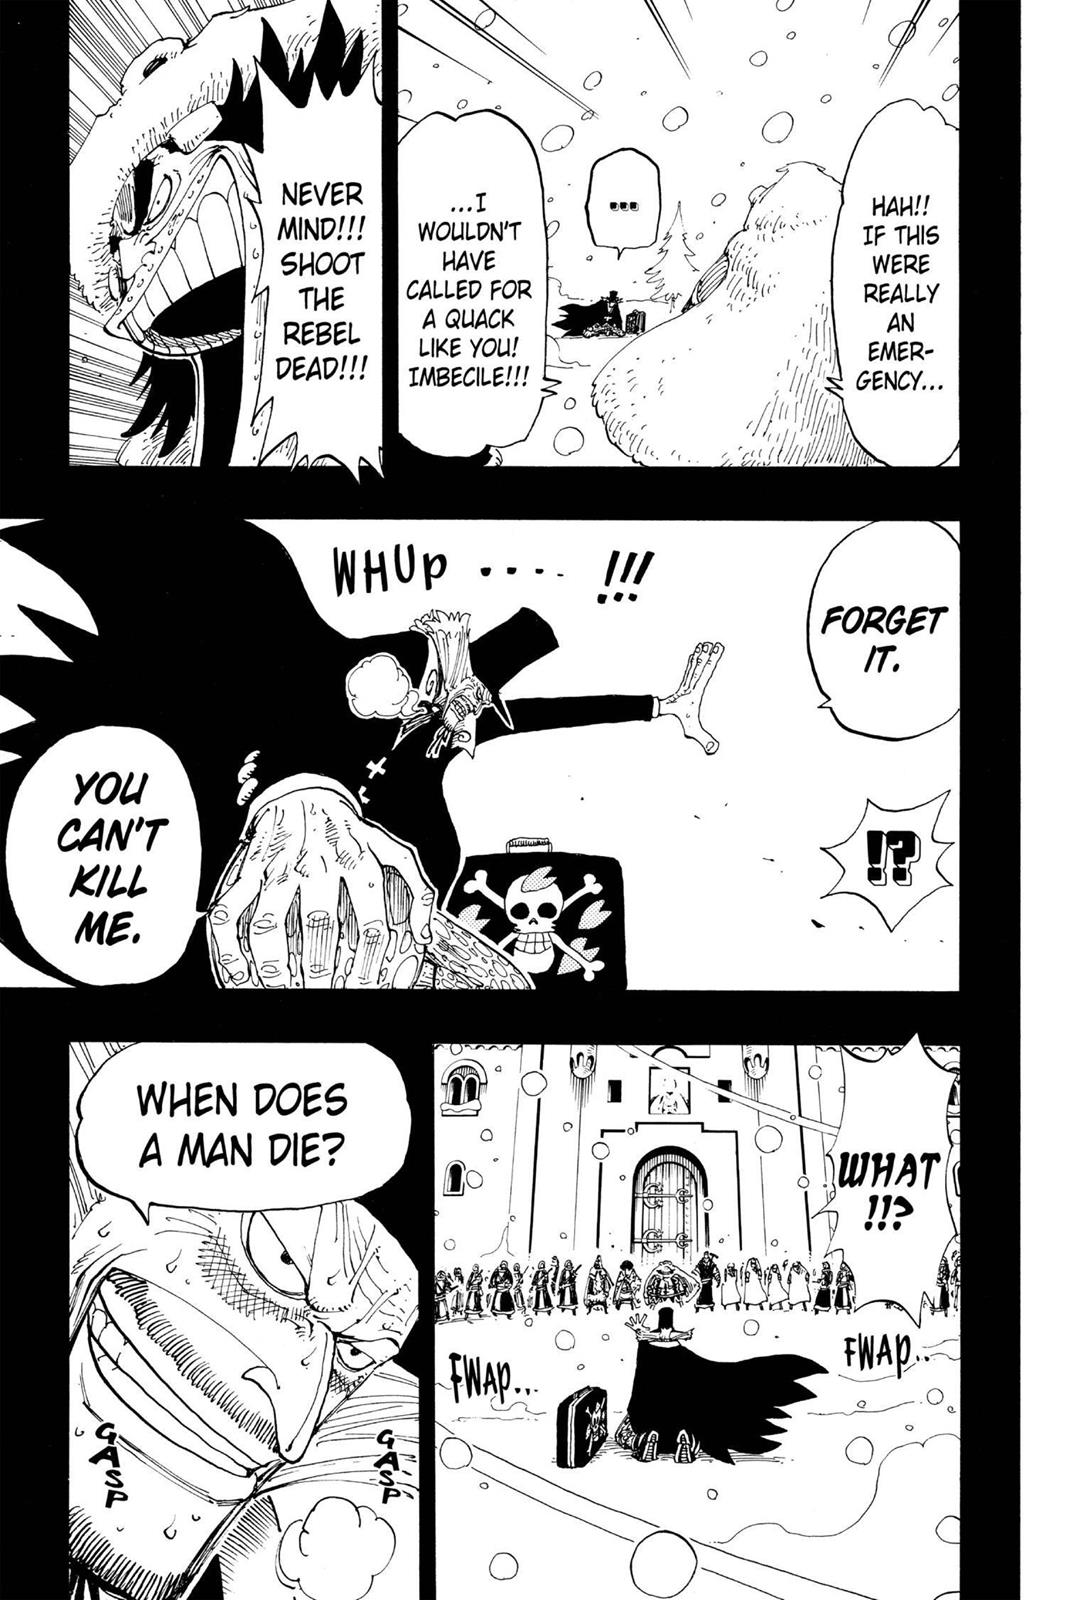 HAH!!
IF THIS
WERE
REALLY
AN
EMER-
GENCY...
...
...I
WOULDN'T
HAVE
CALLED FOR
A QUACK
LIKE YOU!
IMBECILE!!!
NEVER
MIND!!!
SHOOT
THE
REBEL
DEAD!!!
FORGET
IT.
WHUP .... !!!
!?
YOU
CAN'T
KILL
ME.
WHAT
!!?
FWAP..
FWAP..
WHEN DOES
A MAN DIE?
GASP
GASP